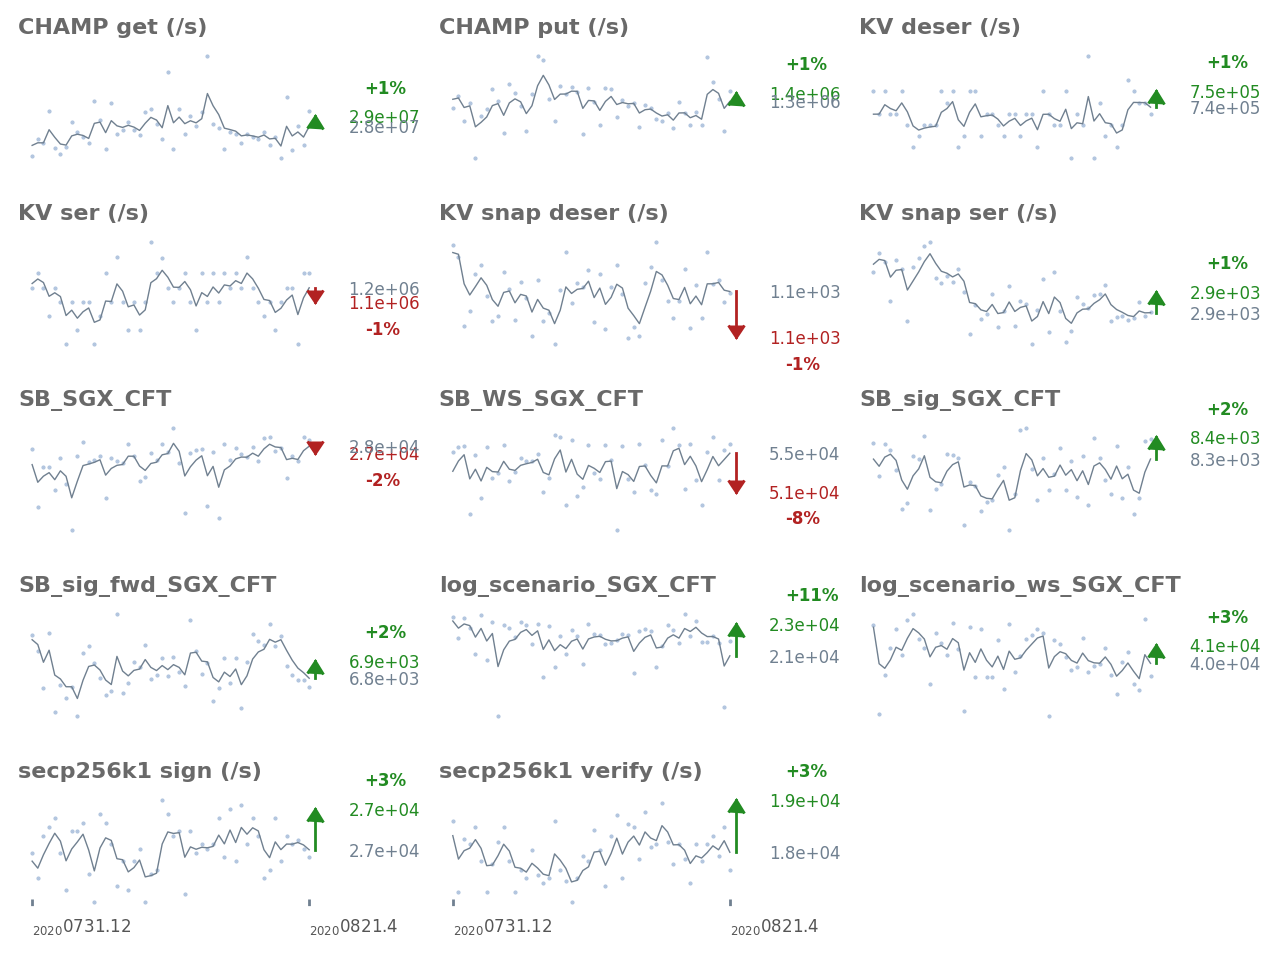 CHAMP get (/s)
+1%
2.9e+07
2.8e+07
CHAMP put (/s)
+1%
1.4e+06
1.3e+06
KV deser (/s)
+1%
7.5e+05
7.4e+05
KV ser (/s)
1.2e+06
1.1e+06
-1%
KV snap deser (/s)
1.1e+03
1.1e+03
-1%
KV snap ser (/s)
+1%
2.9e+03
2.9e+03
SB_SGX_CFT
2.8e+04
2.7e+04
-2%
SB_WS_SGX_CFT
5.5e+04
5.1e+04
-8%
SB_sig_SGX_CFT
+2%
8.4e+03
8.3e+03
SB_sig_fwd_SGX_CFT
+2%
6.9e+03
6.8e+03
log_scenario_SGX_CFT
+11%
2.3e+04
2.1e+04
log_scenario_ws_SGX_CFT
+3%
4.1e+04
4.0e+04
secp256k1 sign (/s)
+3%
2.7e+04
2.7e+04
secp256k1 verify (/s)
+3%
1.9e+04
1.8e+04
20200731.12
20200821.4
20200731.12
20200821.4